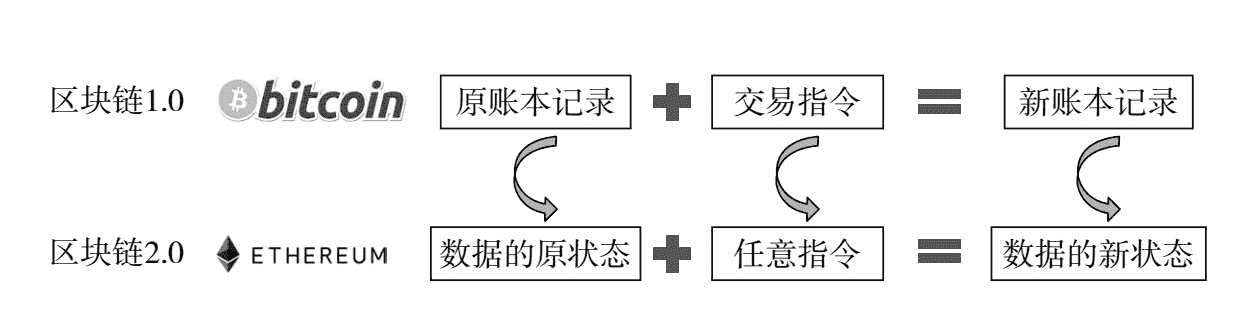 区块链1.0 bitcoin 原账本记录 + 交易指令 = 新账本记录
区块链2.0 ETHEREUM 数据的原状态 + 任意指令 = 数据的新状态